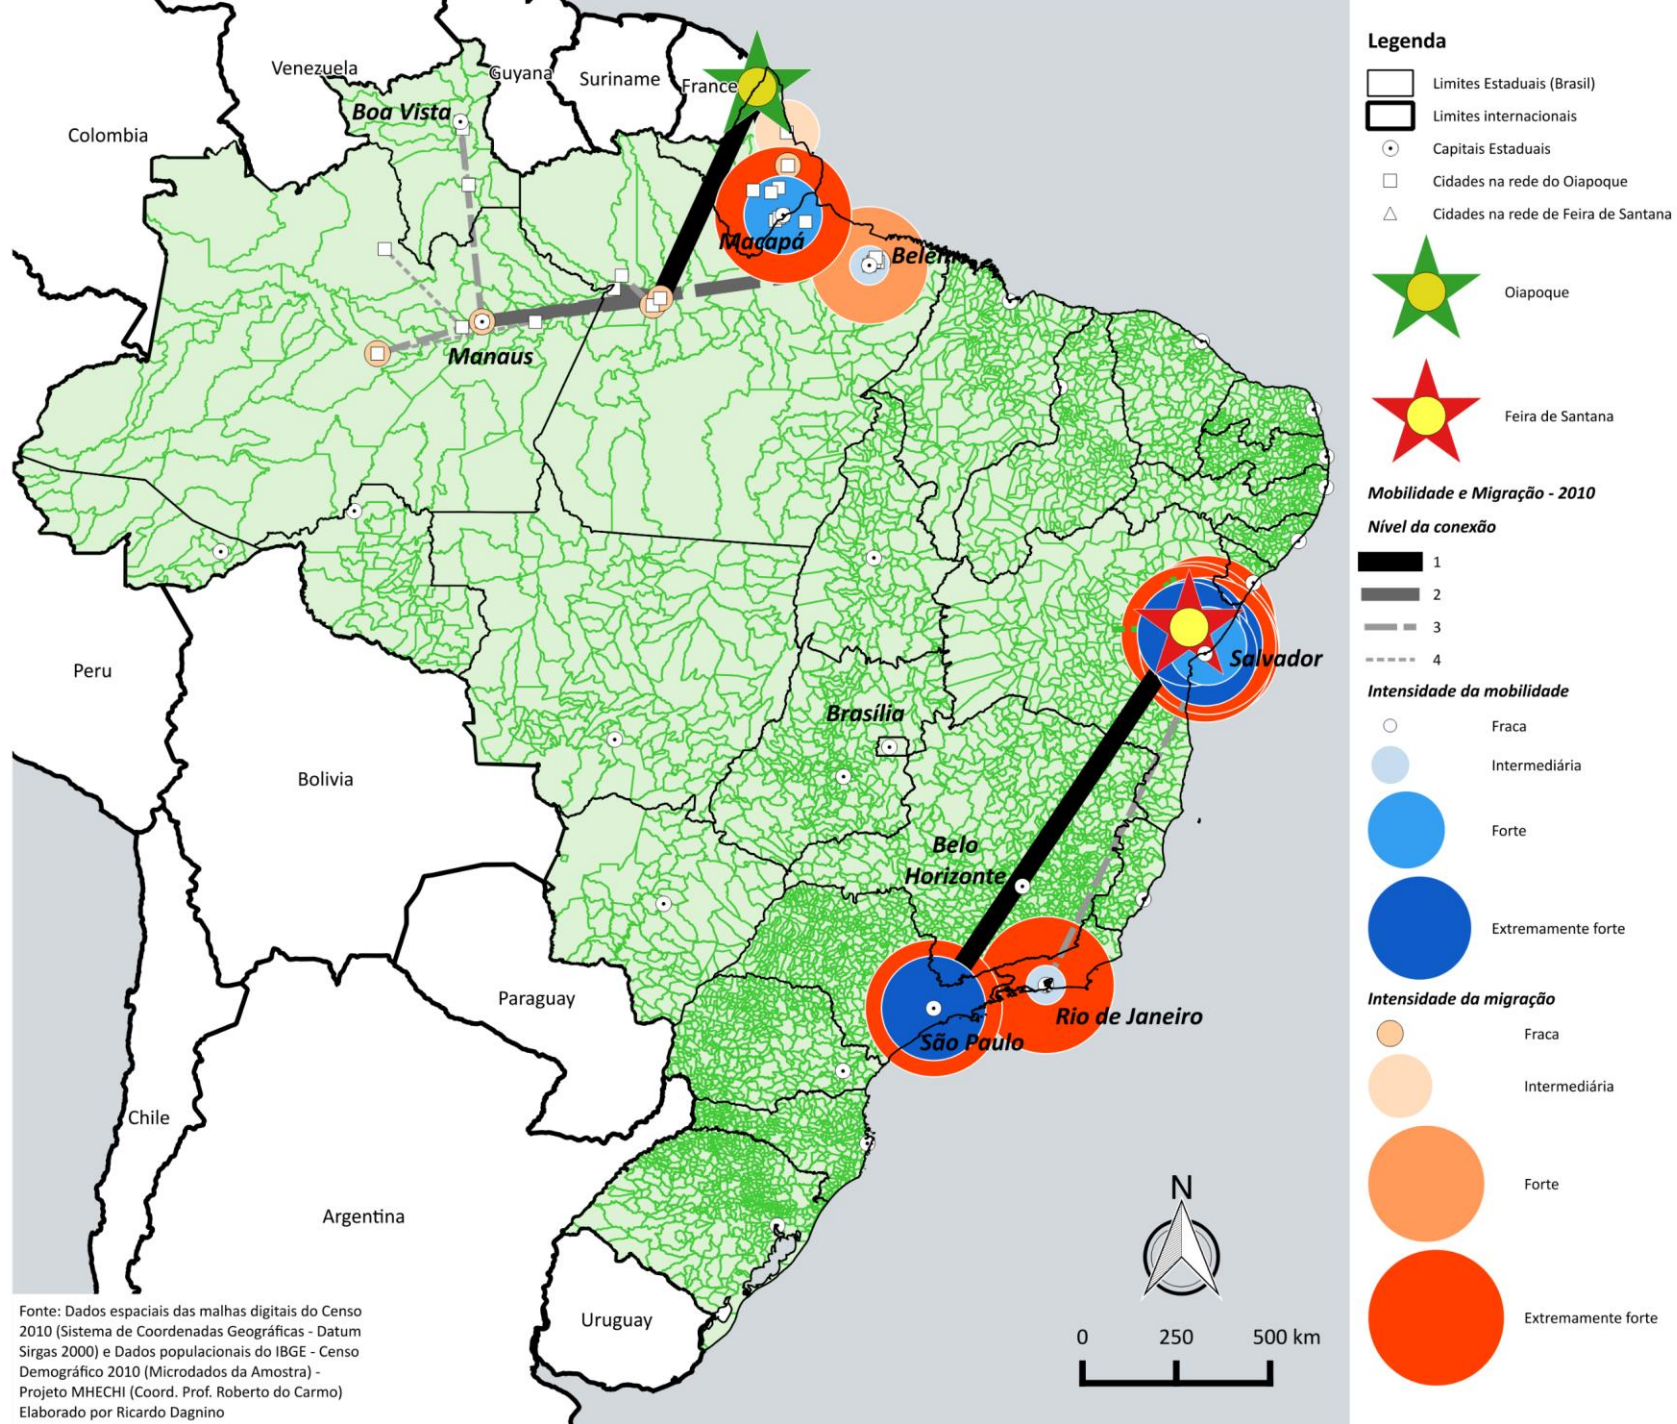 Venezuela
Guyana
Suriname
France
Colombia
Boa Vista
Macapá
Belém
Manaus
Peru
Bolivia
Brasília
Salvador
Belo
Horizonte
Rio de Janeiro
São Paulo
Paraguay
Chile
Argentina
Uruguay
N
0 250 500 km
Fonte: Dados espaciais das malhas digitais do Censo
2010 (Sistema de Coordenadas Geográficas - Datum
Sirgas 2000) e Dados populacionais do IBGE - Censo
Demográfico 2010 (Microdados da Amostra) -
Projeto MHECHI (Coord. Prof. Roberto do Carmo)
Elaborado por Ricardo Dagnino
Legenda
Limites Estaduais (Brasil)
Limites internacionais
Capitais Estaduais
Cidades na rede do Oiapoque
Cidades na rede de Feira de Santana
Oiapoque
Feira de Santana
Mobilidade e Migração - 2010
Nível da conexão
1
2
3
4
Intensidade da mobilidade
Fraca
Intermediária
Forte
Extremamente forte
Intensidade da migração
Fraca
Intermediária
Forte
Extremamente forte